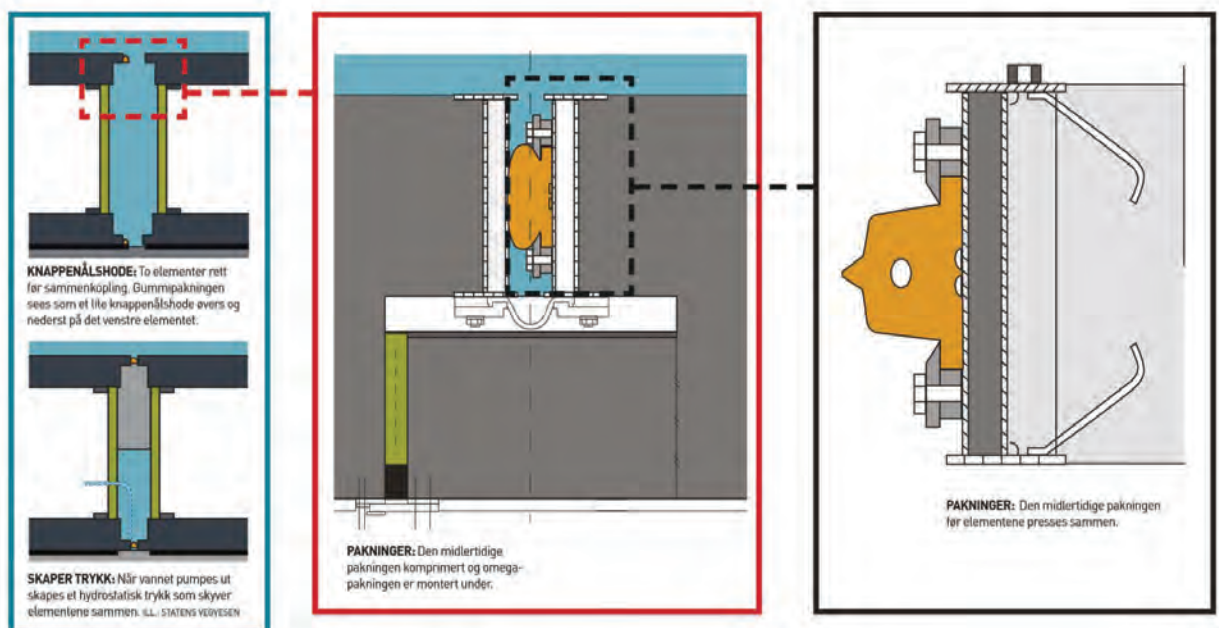 KNAPPENÅLSHODE: To elementer rett
før sammenkopling. Gummipakningen
sees som et lite knappenålshode øvers og
nederst på det venstre elementet.
SKAPER TRYKK: Når vannet pumpes ut
skapes et hydrostatisk trykk som skyver
elementene sammen. ILL.: STATENS VEGVESEN
PAKNINGER: Den midlertidige
pakningen komprimert og omega-
pakningen er montert under.
PAKNINGER: Den midlertidige pakningen
før elementene presses sammen.